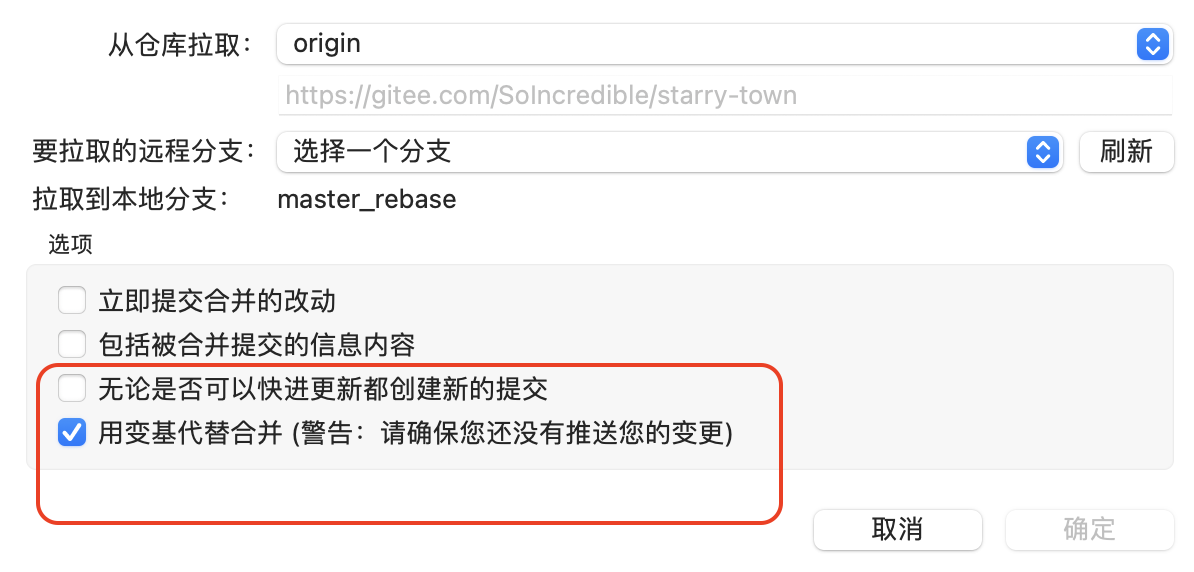 从仓库拉取： origin
https://gitee.com/SoIncredible/starry-town
要拉取的远程分支： 选择一个分支 刷新
拉取到本地分支： master_rebase
选项
立即提交合并的改动
包括被合并提交的信息内容
无论是否可以快进更新都创建新的提交
用变基代替合并 (警告：请确保您还没有推送您的变更)
取消 确定